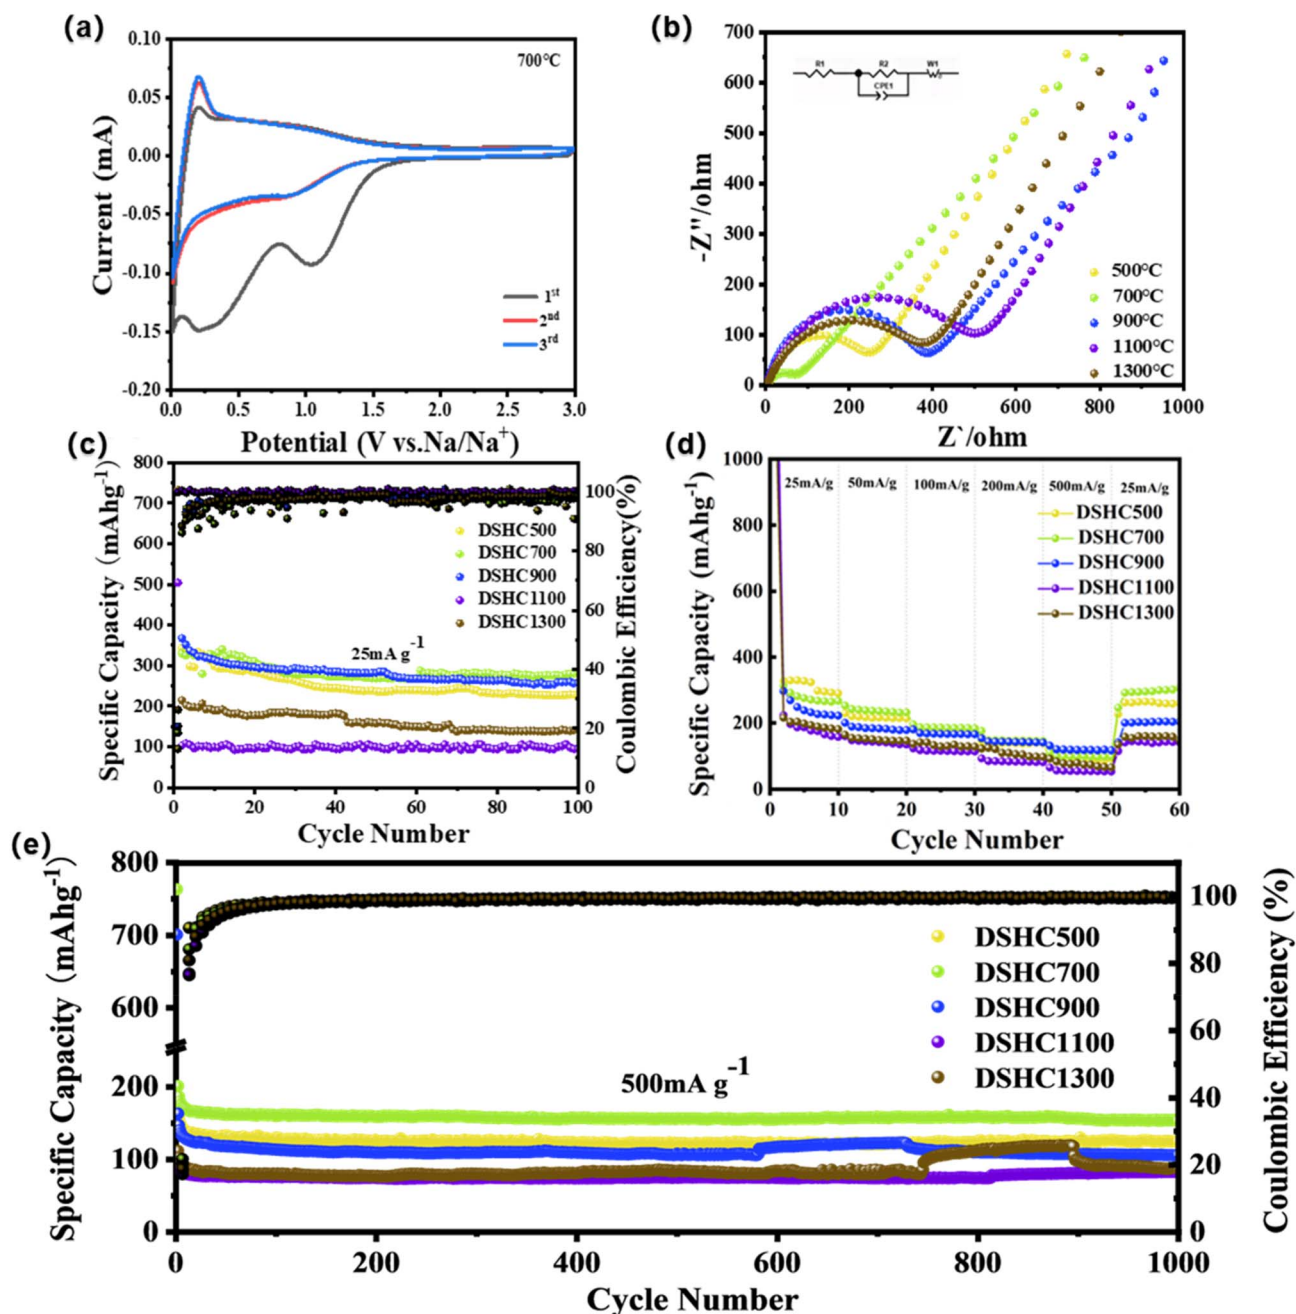 (a)
700°C
0.10
0.05
0.00
-0.05
-0.10
-0.15
-0.20
Current (mA)
1st
2nd
3rd
0.0 0.5 1.0 1.5 2.0 2.5 3.0
Potential (V vs.Na/Na+)
(b)
R1 R2 W1
CPE1
700
600
500
400
300
200
100
0
-Z''/ohm
500°C
700°C
900°C
1100°C
1300°C
0 200 400 600 800 1000
Z`/ohm
(c)
800
700
600
500
400
300
200
100
0
Specific Capacity (mAhg-1)
DSHC500
DSHC700
DSHC900
DSHC1100
DSHC1300
25mA g-1
100
80
60
40
20
0
Coulombic Efficiency(%)
0 20 40 60 80 100
Cycle Number
(d)
1000
800
600
400
200
0
Specific Capacity (mAhg-1)
25mA/g 50mA/g 100mA/g 200mA/g 500mA/g 25mA/g
DSHC500
DSHC700
DSHC900
DSHC1100
DSHC1300
0 10 20 30 40 50 60
Cycle Number
(e)
800
700
600
200
100
0
Specific Capacity (mAhg-1)
DSHC500
DSHC700
DSHC900
DSHC1100
DSHC1300
500mA g-1
100
80
60
40
20
0
Coulombic Efficiency (%)
0 200 400 600 800 1000
Cycle Number